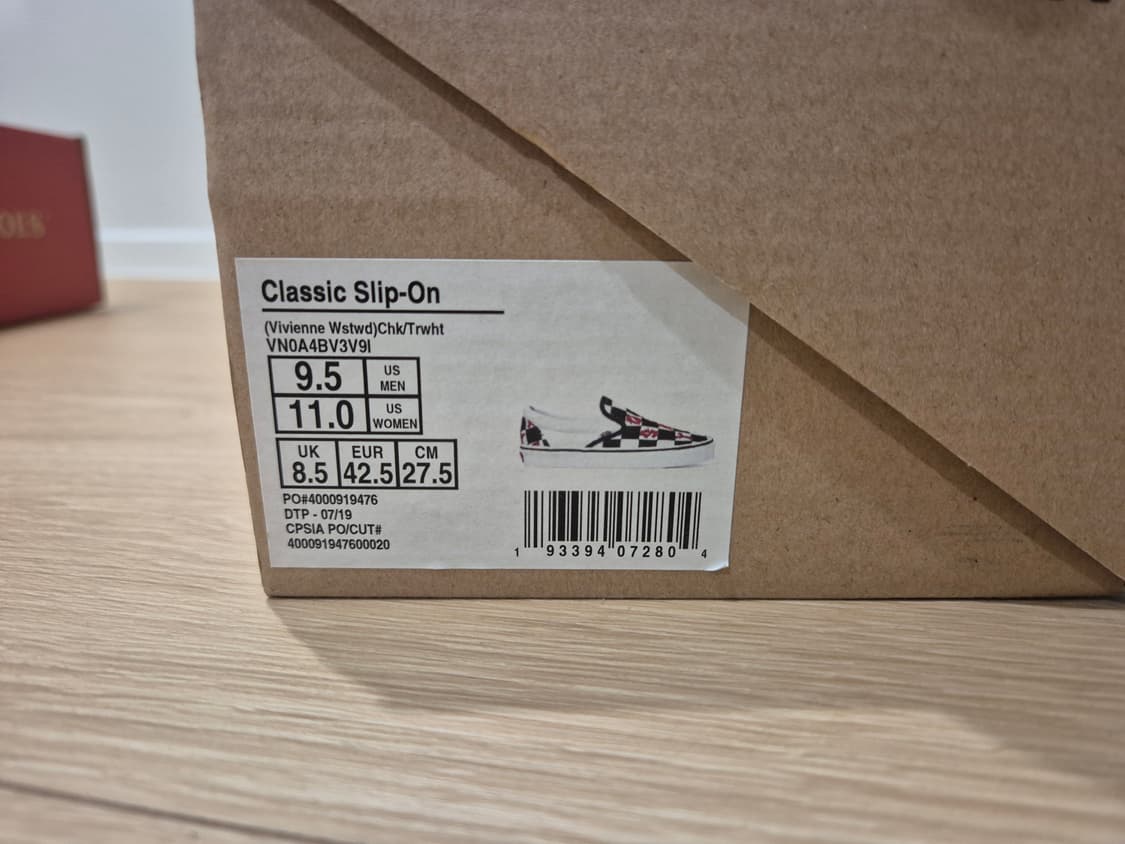 OES
Classic Slip-On
(Vivienne Wstwd)Chk/Trwht
VN0A4BV3V9I
9.5 US MEN
11.0 US WOMEN
UK EUR CM
8.5 42.5 27.5
PO#4000919476
DTP - 07/19
CPSIA PO/CUT#
400091947600020
1 93394 07280 4